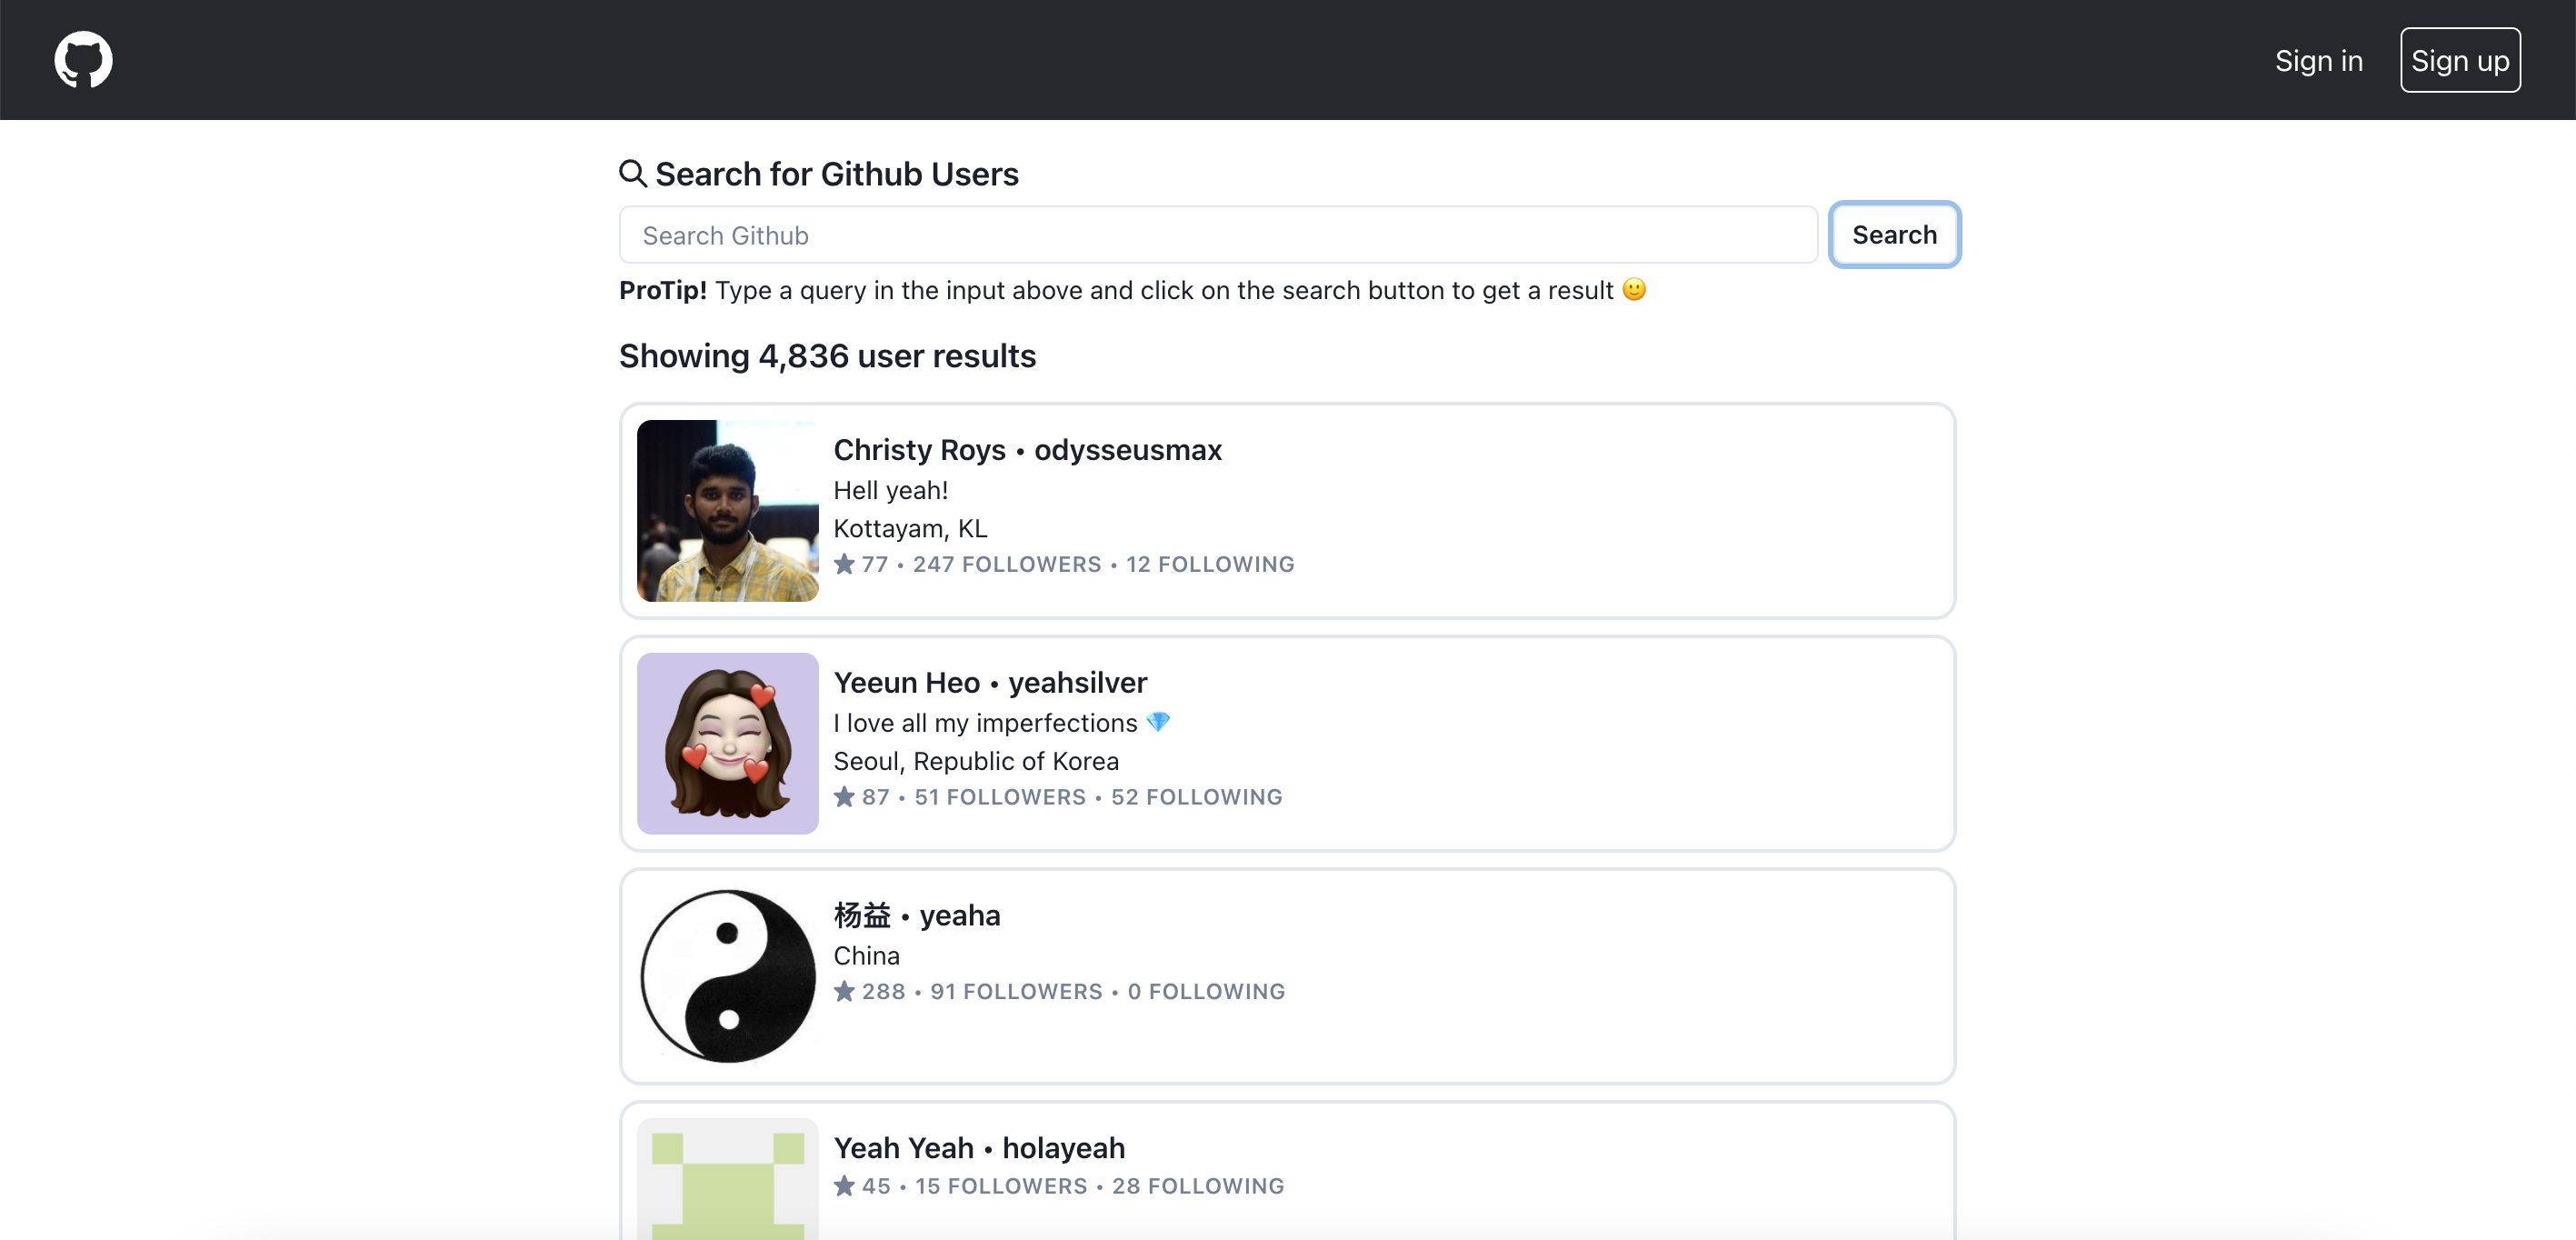 Sign in
Sign up
Search for Github Users
Search Github
Search
ProTip! Type a query in the input above and click on the search button to get a result 🙂
Showing 4,836 user results
Christy Roys • odysseusmax
Hell yeah!
Kottayam, KL
★ 77 • 247 FOLLOWERS • 12 FOLLOWING
Yeeun Heo • yeahsilver
I love all my imperfections 💎
Seoul, Republic of Korea
★ 87 • 51 FOLLOWERS • 52 FOLLOWING
杨益 • yeaha
China
★ 288 • 91 FOLLOWERS • 0 FOLLOWING
Yeah Yeah • holayeah
★ 45 • 15 FOLLOWERS • 28 FOLLOWING